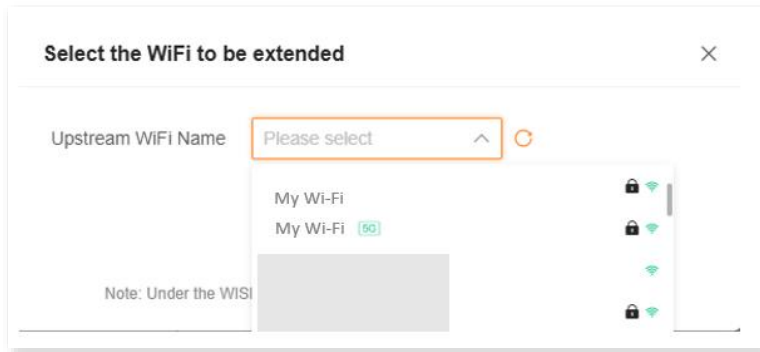 Select the WiFi to be extended
Upstream WiFi Name Please select
My Wi-Fi
My Wi-Fi 5G
Note: Under the